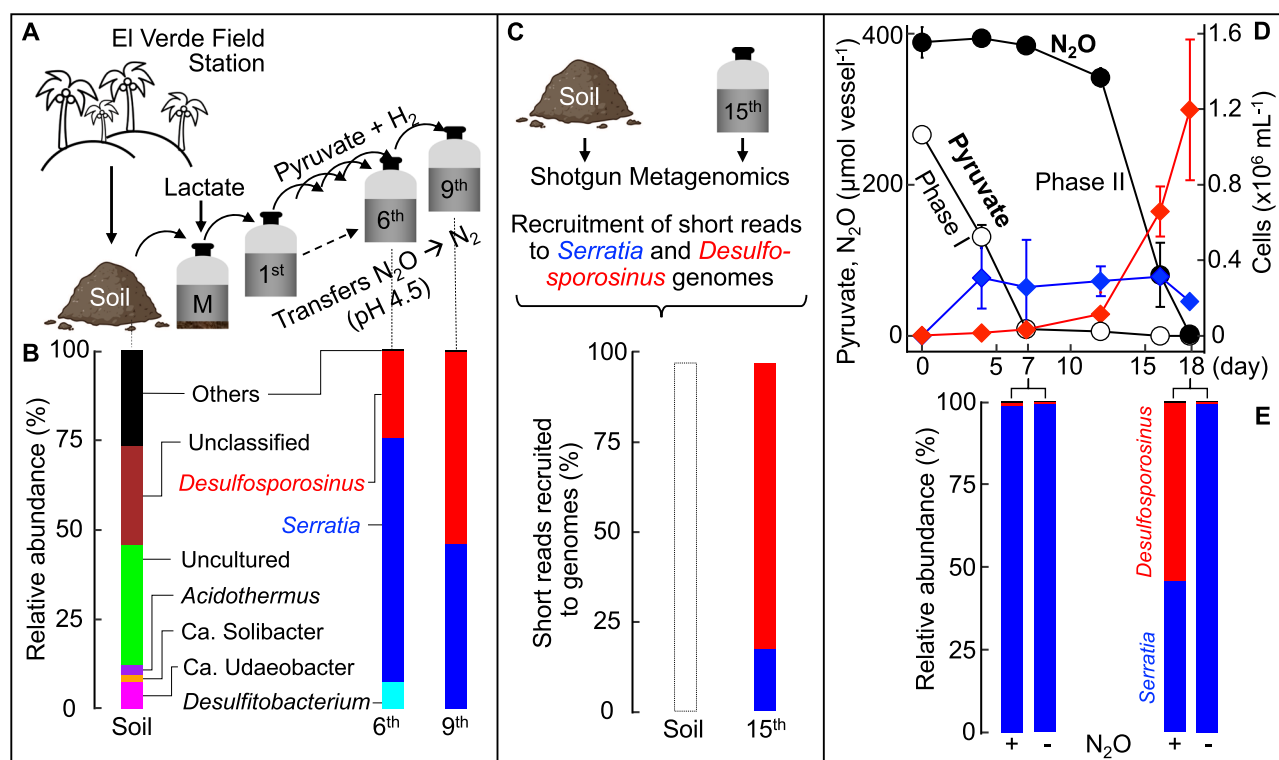 A
El Verde Field
Station
Lactate
Pyruvate + H2
Soil
M
1st
6th
9th
Transfers N2O → N2
(pH 4.5)
B
Relative abundance (%)
100
75
50
25
0
Others
Unclassified
Desulfosporosinus
Serratia
Uncultured
Acidothermus
Ca. Solibacter
Ca. Udaeobacter
Desulfitobacterium
Soil
6th
9th
C
Soil
15th
Shotgun Metagenomics
Recruitment of short reads
to Serratia and Desulfo-
sporosinus genomes
Short reads recruited
to genomes (%)
100
75
50
25
0
Soil
15th
D
Pyruvate, N2O (µmol vessel-1)
400
200
0
N2O
Pyruvate
Phase I
Phase II
1.6
1.2
0.8
0.4
0
Cells (x10^6 mL-1)
0
5
7
10
15
18
(day)
E
Relative abundance (%)
100
75
50
25
0
Desulfosporosinus
Serratia
+
-
N2O
+
-